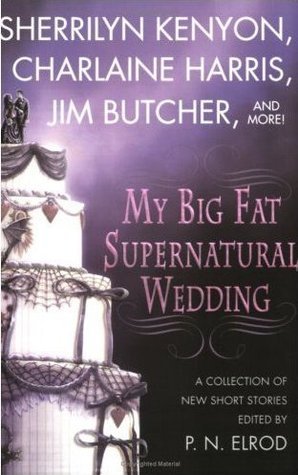 SHERRILYN KENYON,
CHARLAINE HARRIS,
JIM BUTCHER, AND MORE!
MY BIG FAT
SUPERNATURAL
WEDDING
A COLLECTION OF
NEW SHORT STORIES
EDITED BY
P. N. ELROD